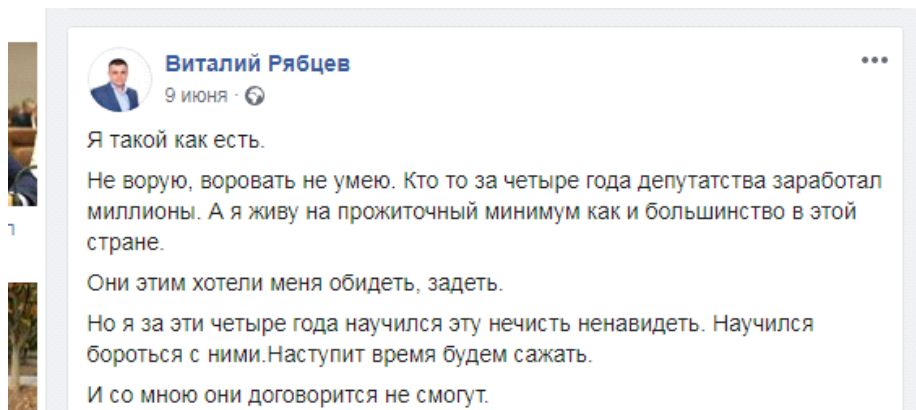 Виталий Рябцев
9 июня
Я такой как есть.
Не ворую, воровать не умею. Кто то за четыре года депутатства заработал
миллионы. А я живу на прожиточный минимум как и большинство в этой
стране.
Они этим хотели меня обидеть, задеть.
Но я за эти четыре года научился эту нечисть ненавидеть. Научился
бороться с ними.Наступит время будем сажать.
И со мною они договорится не смогут.